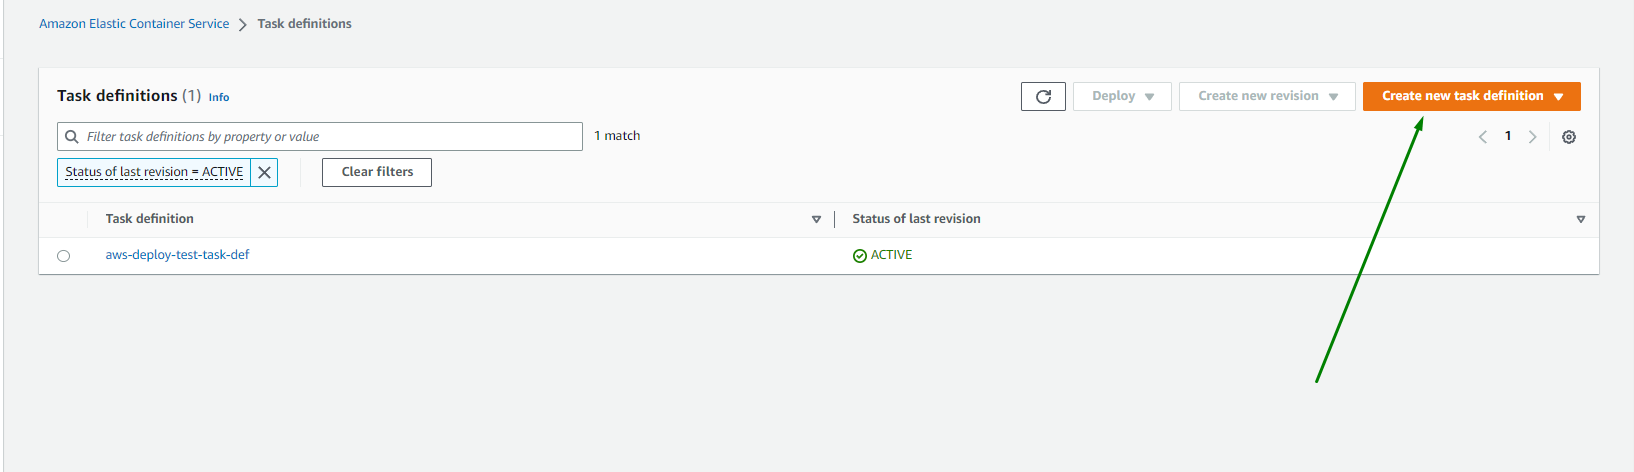 Amazon Elastic Container Service > Task definitions
Task definitions (1) Info
Deploy
Create new revision
Create new task definition
Filter task definitions by property or value
1 match
1
Status of last revision = ACTIVE
Clear filters
Task definition
Status of last revision
aws-deploy-test-task-def
ACTIVE